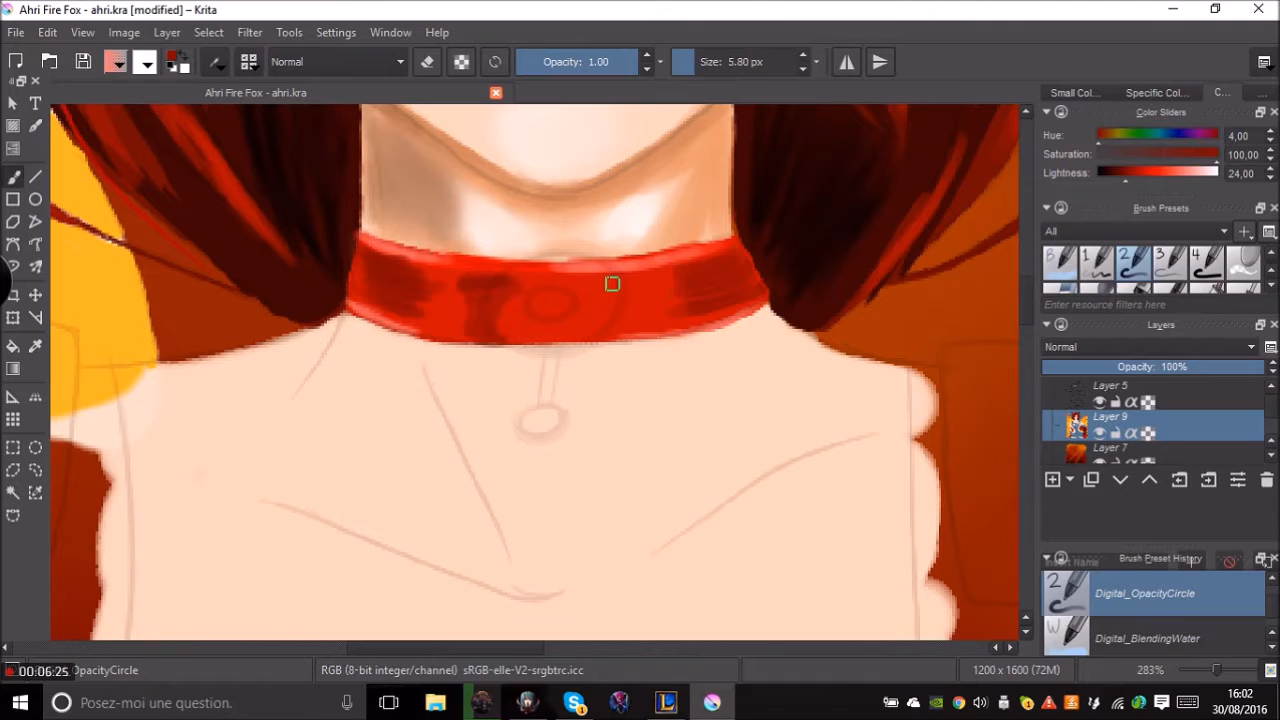 Ahri Fire Fox - ahri.kra [modified] – Krita
File Edit View Image Layer Select Filter Tools Settings Window Help
Normal Opacity: 1.00 Size: 5.80 px
Ahri Fire Fox - ahri.kra
Small Col... Specific Col... C... ...
Color Sliders
Hue: 4,00
Saturation: 100,00
Lightness: 24,00
Brush Presets
All
Enter resource filters here
Layers
Normal
Opacity: 100%
Layer 5
Layer 9
Layer 7
Brush Preset History
Insert Name
Digital_OpacityCircle
Digital_BlendingWater
00:06:25 OpacityCircle RGB (8-bit integer/channel) sRGB-elle-V2-srgbtrc.icc 1200 x 1600 (72M) 283%
Posez-moi une question.
16:02
30/08/2016